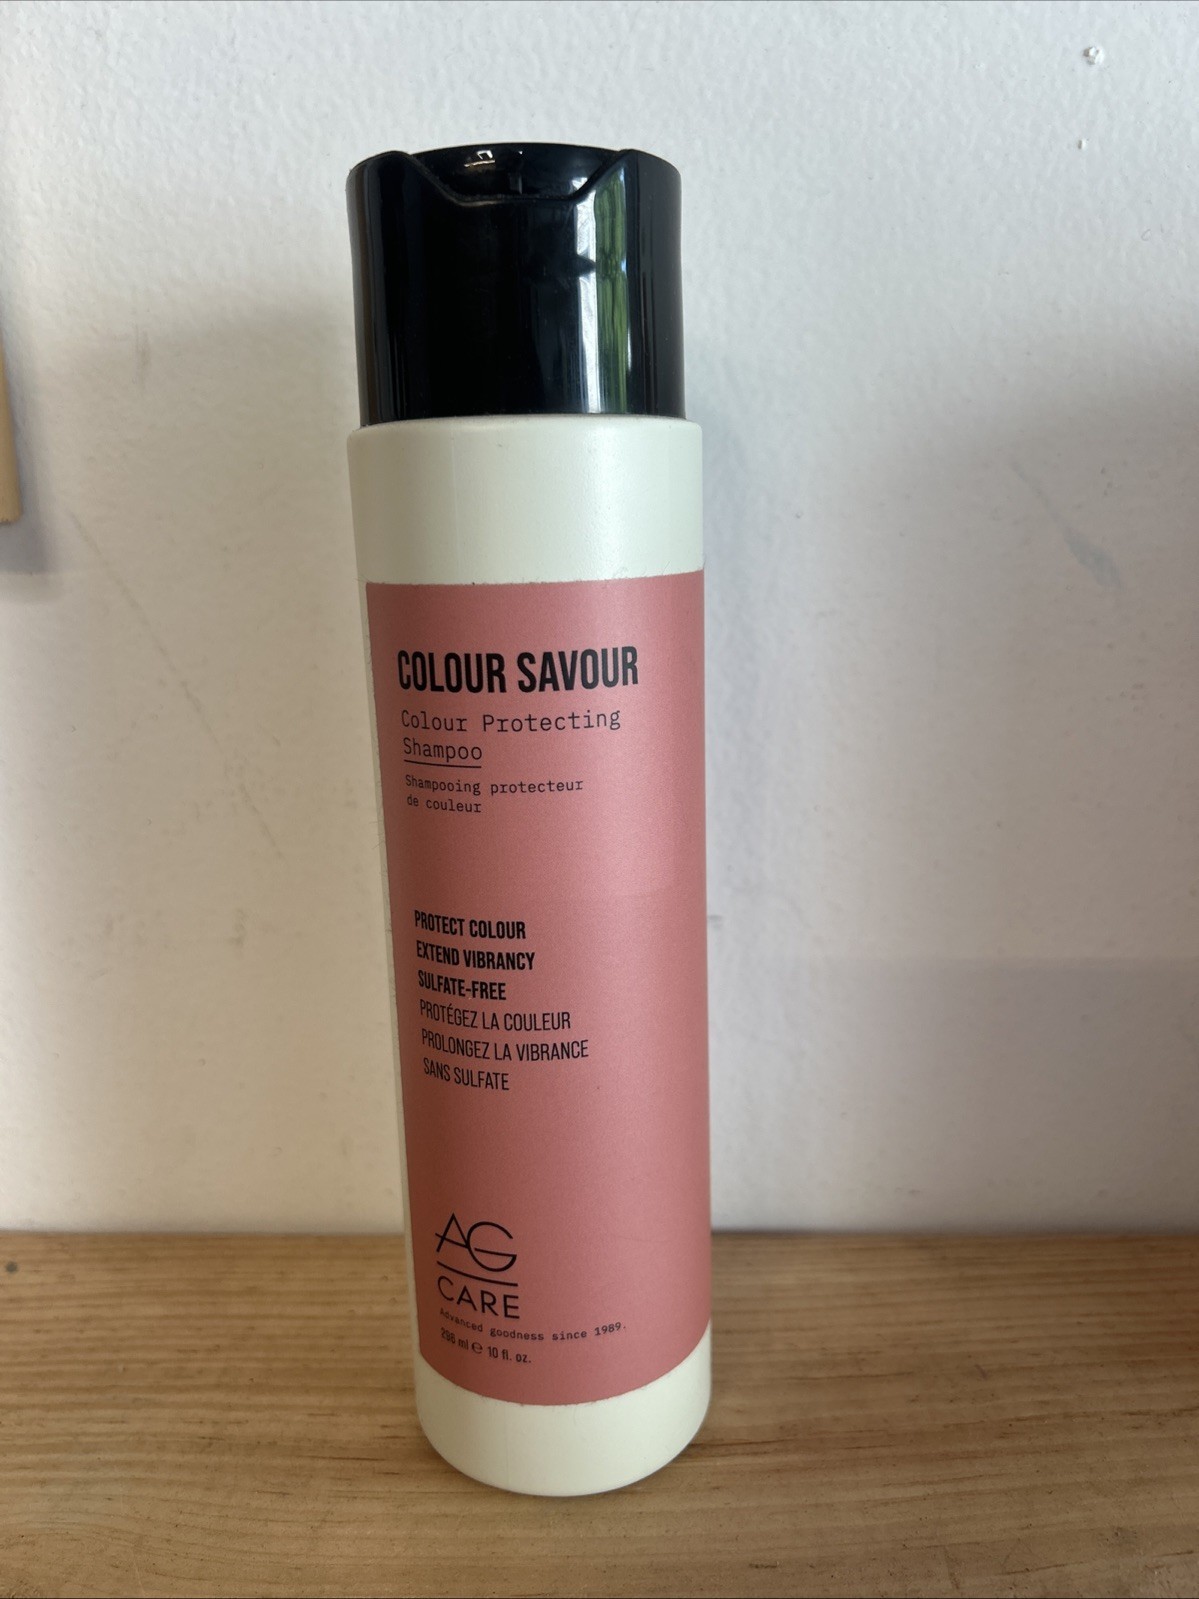 COLOUR SAVOUR
Colour Protecting
Shampoo
Shampooing protecteur
de couleur
PROTECT COLOUR
EXTEND VIBRANCY
SULFATE-FREE
PROTÉGEZ LA COULEUR
PROLONGEZ LA VIBRANCE
SANS SULFATE
AG
CARE
Advanced goodness since 1989.
296 ml ℮ 10 fl. oz.